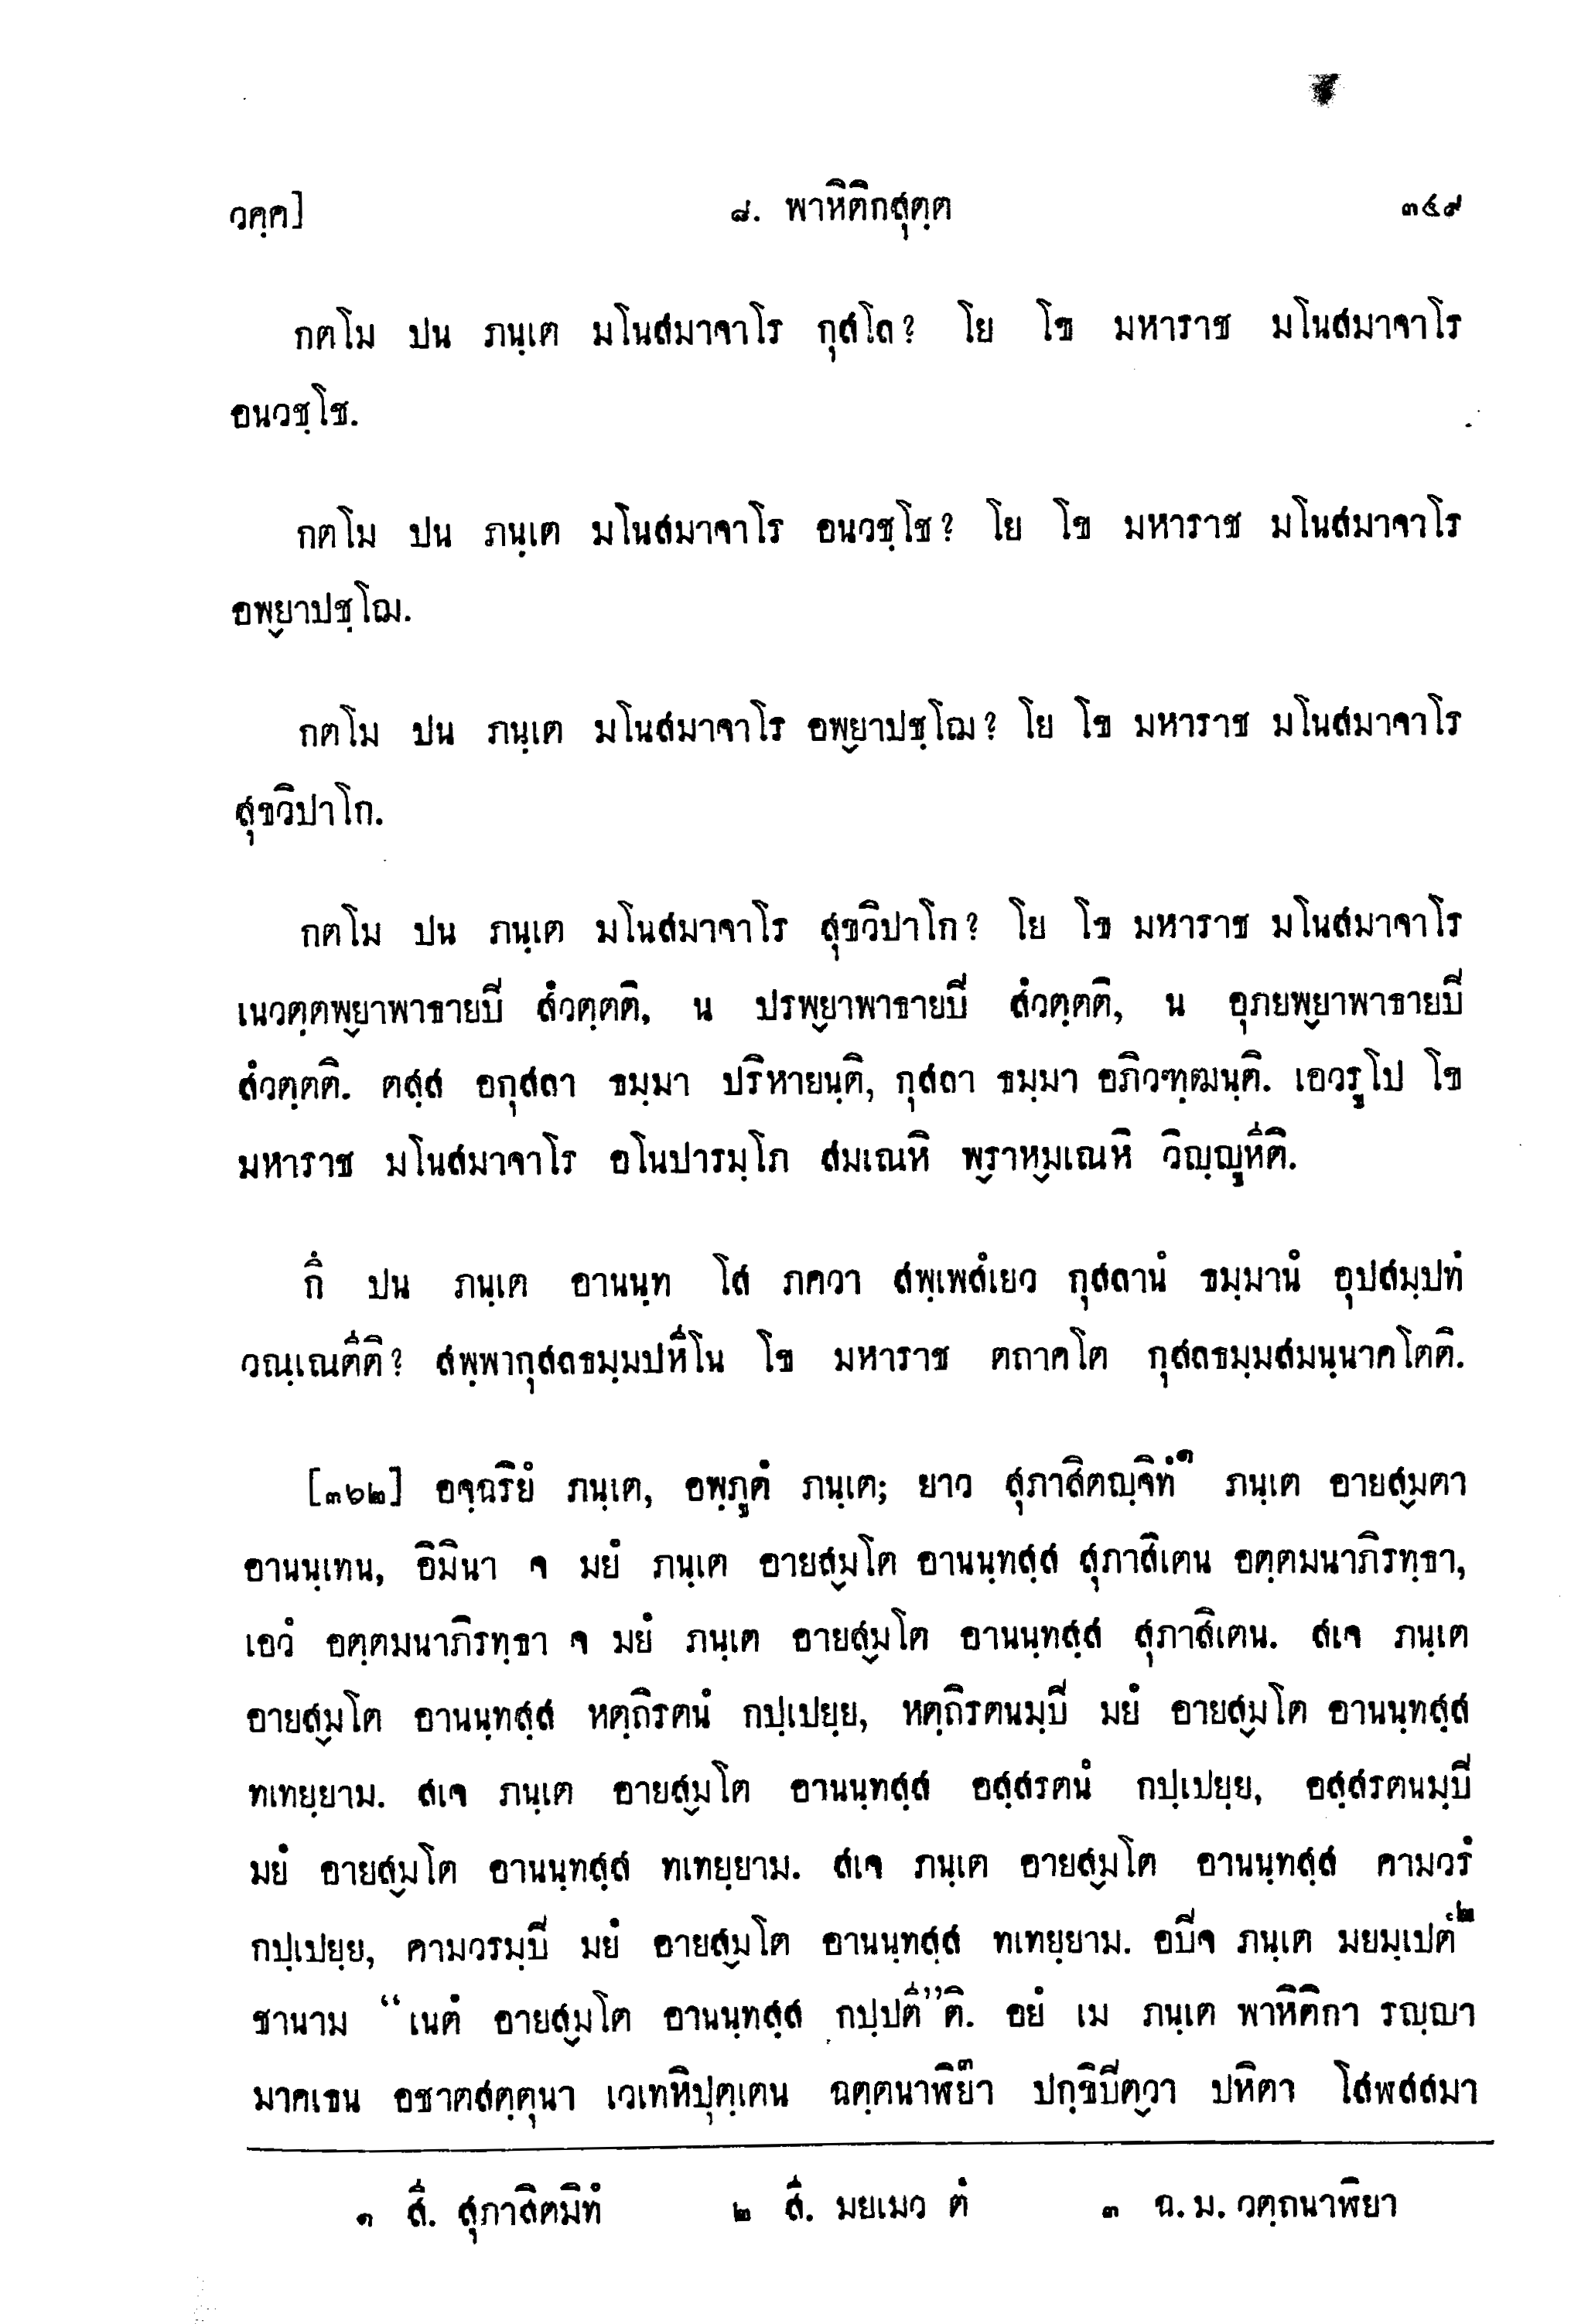 วคฺค] ๘. พาหิติกสุตฺต ๓๔๙
กตโม ปน ภนฺเต มโนสมาจาโร กุสโล? โย โข มหาราช มโนสมาจาโร
อนวชฺโช.
กตโม ปน ภนฺเต มโนสมาจาโร อนวชฺโช? โย โข มหาราช มโนสมาจาโร
อพฺยาปชฺโฌ.
กตโม ปน ภนฺเต มโนสมาจาโร อพฺยาปชฺโฌ? โย โข มหาราช มโนสมาจาโร
สุขวิปาโก.
กตโม ปน ภนฺเต มโนสมาจาโร สุขวิปาโก? โย โข มหาราช มโนสมาจาโร
เนวตฺตพฺยาพาธายปิ สํวตฺตติ, น ปรพฺยาพาธายปิ สํวตฺตติ, น อุภยพฺยาพาธายปิ
สํวตฺตติ. ตสฺส อกุสลา ธมฺมา ปริหายนฺติ, กุสลา ธมฺมา อภิวฑฺฒนฺติ. เอวรูโป โข
มหาราช มโนสมาจาโร อโนปารมฺโภ สมเณหิ พฺราหฺมเณหิ วิญฺญูหีติ.
กึ ปน ภนฺเต อานนฺท โส ภควา สพฺเพสํเยว กุสลานํ ธมฺมานํ อุปสมฺปทํ
วณฺเณตีติ? สพฺพากุสลธมฺมปหีโน โข มหาราช ตถาคโต กุสลธมฺมสมนฺนาคโตติ.
[๓๖๒] อจฺฉริยํ ภนฺเต, อพฺภูตํ ภนฺเต; ยาว สุภาสิตญฺจิทํ๑ ภนฺเต อายสฺมตา
อานนฺเทน, อิมินา จ มยํ ภนฺเต อายสฺมโต อานนฺทสฺส สุภาสิเตน อตฺตมนาภิรทฺธา,
เอวํ อตฺตมนาภิรทฺธา จ มยํ ภนฺเต อายสฺมโต อานนฺทสฺส สุภาสิเตน. สเจ ภนฺเต
อายสฺมโต อานนฺทสฺส หตฺถิรตนํ กปฺเปยฺย, หตฺถิรตนมฺปิ มยํ อายสฺมโต อานนฺทสฺส
ทเทยฺยาม. สเจ ภนฺเต อายสฺมโต อานนฺทสฺส อสฺสรตนํ กปฺเปยฺย, อสฺสรตนมฺปิ
มยํ อายสฺมโต อานนฺทสฺส ทเทยฺยาม. สเจ ภนฺเต อายสฺมโต อานนฺทสฺส คามวรํ
กปฺเปยฺย, คามวรมฺปิ มยํ อายสฺมโต อานนฺทสฺส ทเทยฺยาม. อปิจ ภนฺเต มยมฺเปตํ๒
ชานาม “เนตํ อายสฺมโต อานนฺทสฺส กปฺปตี”ติ. อยํ เม ภนฺเต พาหิติกา รญฺญา
มาคเธน อชาตสตฺตุนา เวเทหิปุตฺเตน ฉตฺตนาฬิยา๓ ปกฺขิปิตฺวา ปหิตา โสฬสสมา
๑ สี. สุภาสิตมิทํ ๒ สี. มยเมว ตํ ๓ ฉ.ม. วตฺถนาฬิยา